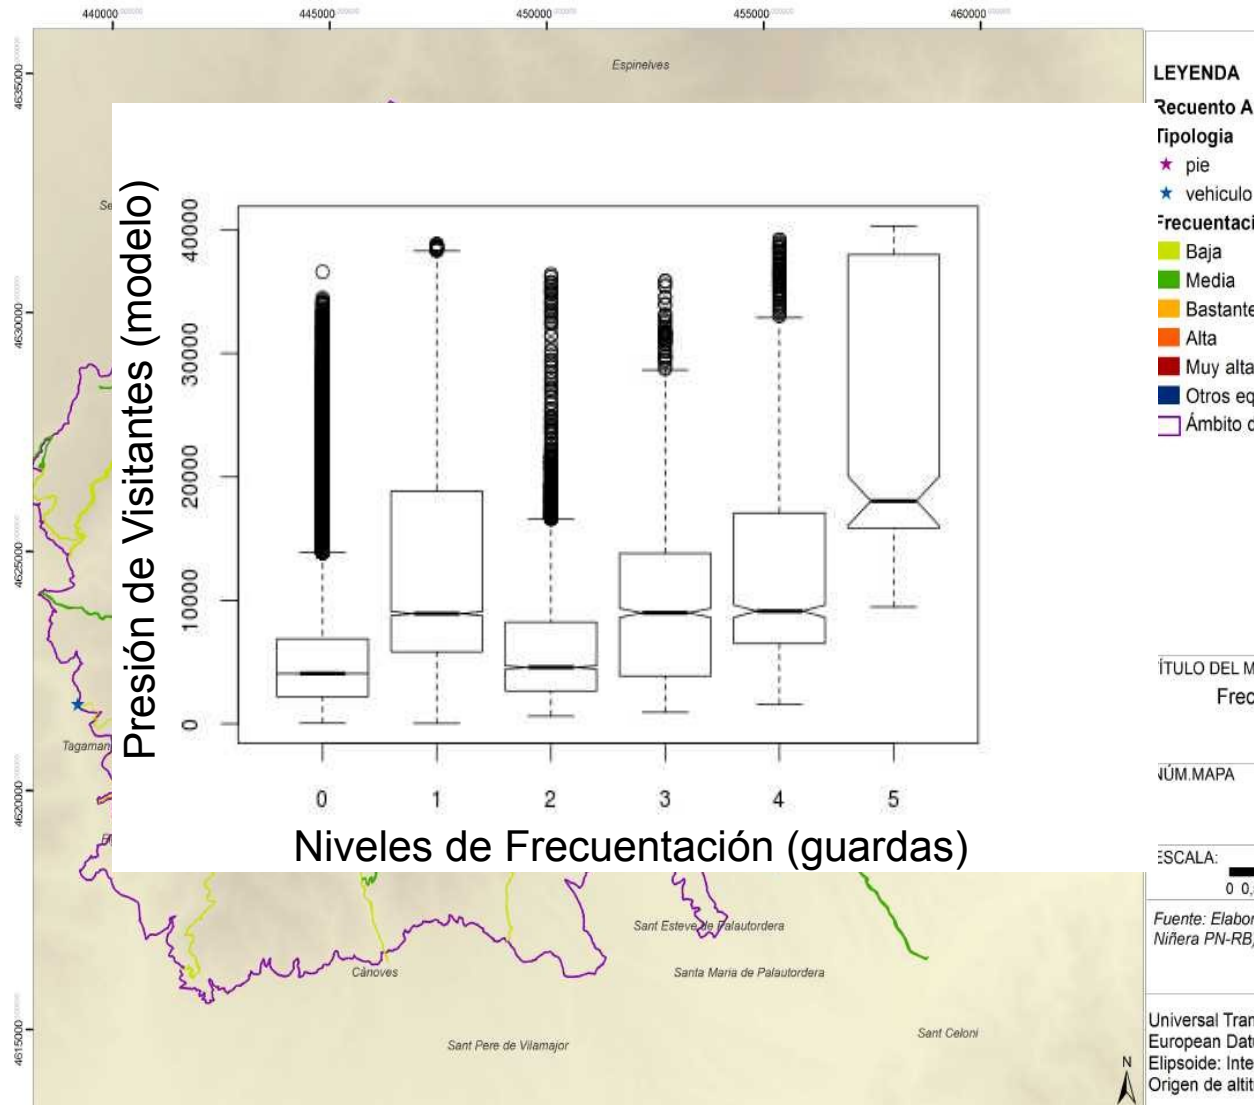 440000
445000
450000
455000
460000
4635000
4630000
4625000
4620000
4615000
Espinelves
Se
Tagaman
Cànoves
Sant Esteve de Palautordera
Santa Maria de Palautordera
Sant Pere de Vilamajor
Sant Celoni
N
Presión de Visitantes (modelo)
40000
30000
20000
10000
0
0 1 2 3 4 5
Niveles de Frecuentación (guardas)
LEYENDA
Recuento A
Tipologia
pie
vehiculo
Frecuentaci
Baja
Media
Bastante
Alta
Muy alta
Otros eq
Ámbito d
ÍTULO DEL M
Frec
NÚM.MAPA
ESCALA:
0 0,
Fuente: Elabor
Niñera PN-RB,
Universal Tran
European Datu
Elipsoide: Inte
Origen de altit